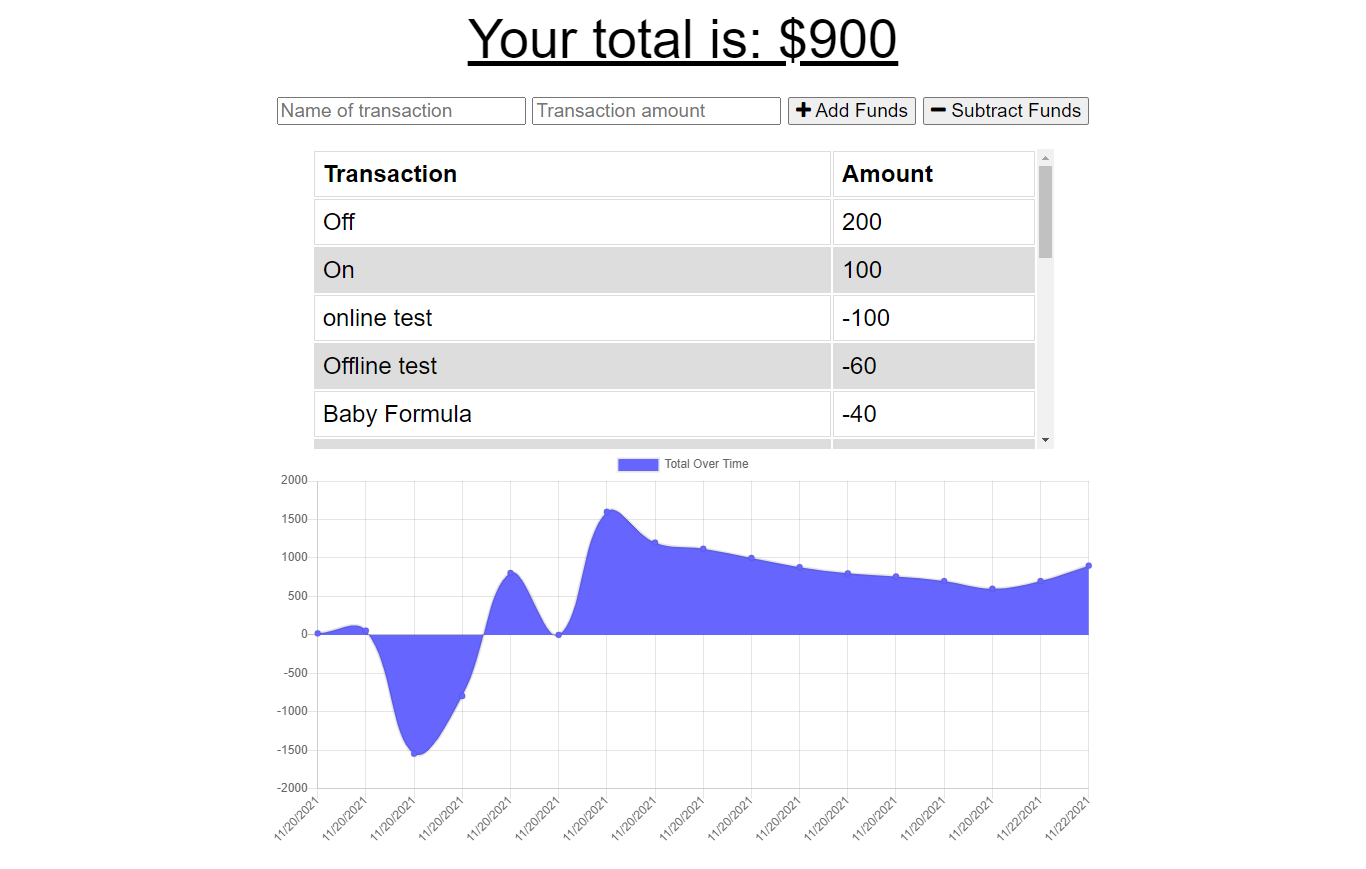 Your total is: $900
Name of transaction Transaction amount Add Funds Subtract Funds
Transaction Amount
Off 200
On 100
online test -100
Offline test -60
Baby Formula -40
Total Over Time
2000
1500
1000
500
0
-500
-1000
-1500
-2000
11/20/2021 11/20/2021 11/20/2021 11/20/2021 11/20/2021 11/20/2021 11/20/2021 11/20/2021 11/20/2021 11/20/2021 11/20/2021 11/20/2021 11/20/2021 11/20/2021 11/20/2021 11/22/2021 11/22/2021